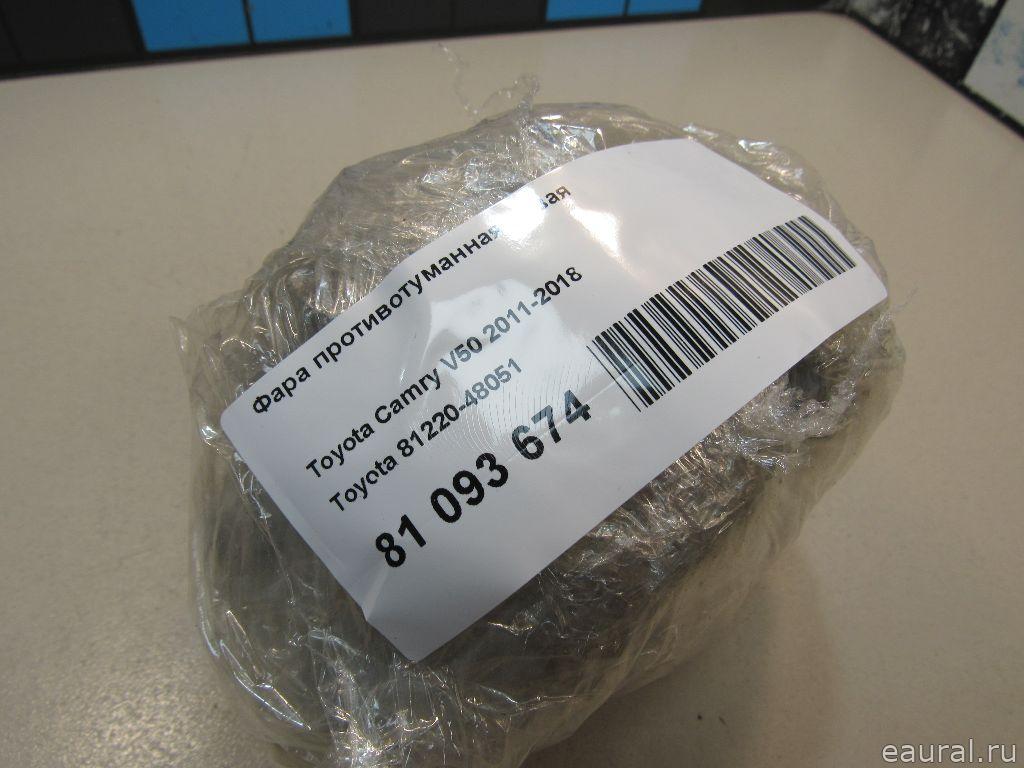 Фара противотуманная
Toyota Camry V50 2011-2018
Toyota 81220-48051
81 093 674
eaural.ru